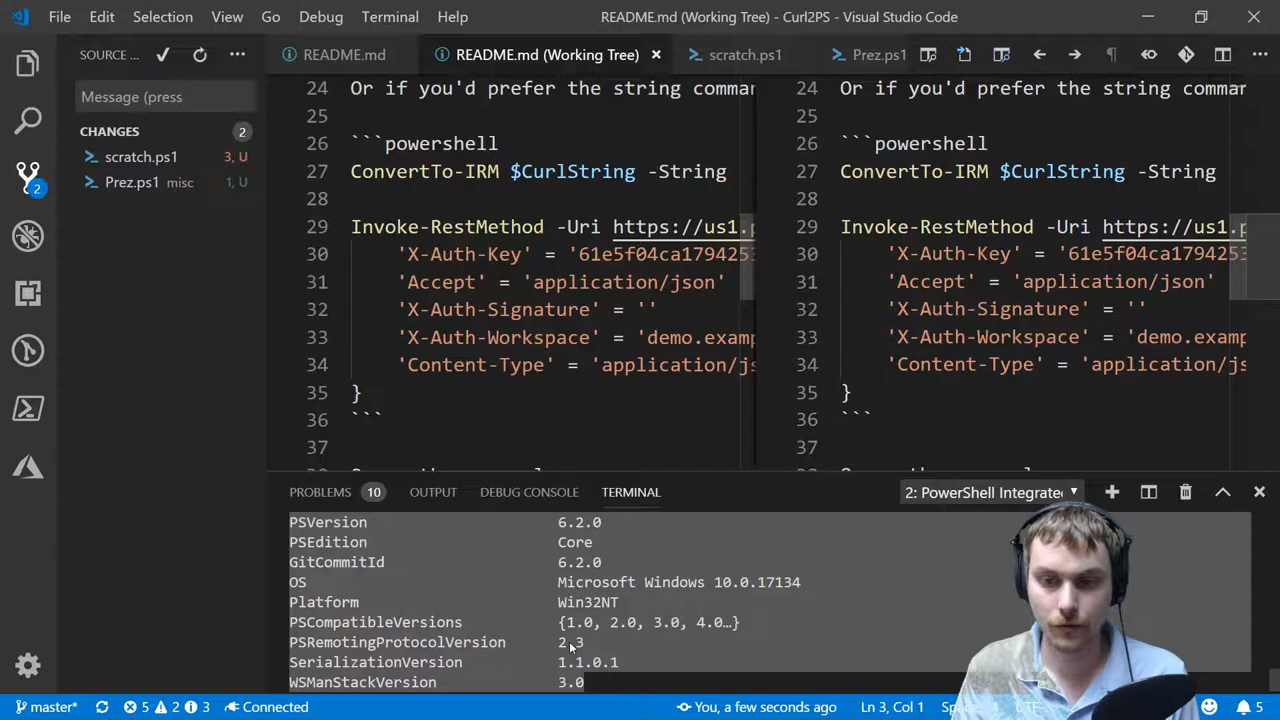 File Edit Selection View Go Debug Terminal Help README.md (Working Tree) - Curl2PS - Visual Studio Code
SOURCE ... README.md README.md (Working Tree) scratch.ps1 Prez.ps1
Message (press
CHANGES 2
scratch.ps1 3, U
Prez.ps1 misc 1, U
2
24 Or if you'd prefer the string comman
25
26 ```powershell
27 ConvertTo-IRM $CurlString -String
28
29 Invoke-RestMethod -Uri https://us1.p
30 'X-Auth-Key' = '61e5f04ca1794253
31 'Accept' = 'application/json'
32 'X-Auth-Signature' = ''
33 'X-Auth-Workspace' = 'demo.examp
34 'Content-Type' = 'application/js
35 }
36 ```
37
24 Or if you'd prefer the string comman
25
26 ```powershell
27 ConvertTo-IRM $CurlString -String
28
29 Invoke-RestMethod -Uri https://us1.p
30 'X-Auth-Key' = '61e5f04ca1794253
31 'Accept' = 'application/json'
32 'X-Auth-Signature' = ''
33 'X-Auth-Workspace' = 'demo.examp
34 'Content-Type' = 'application/js
35 }
36 ```
37
PROBLEMS 10 OUTPUT DEBUG CONSOLE TERMINAL 2: PowerShell Integrate
PSVersion 6.2.0
PSEdition Core
GitCommitId 6.2.0
OS Microsoft Windows 10.0.17134
Platform Win32NT
PSCompatibleVersions {1.0, 2.0, 3.0, 4.0…}
PSRemotingProtocolVersion 2.3
SerializationVersion 1.1.0.1
WSManStackVersion 3.0
master* 5 2 3 Connected You, a few seconds ago Ln 3, Col 1 5